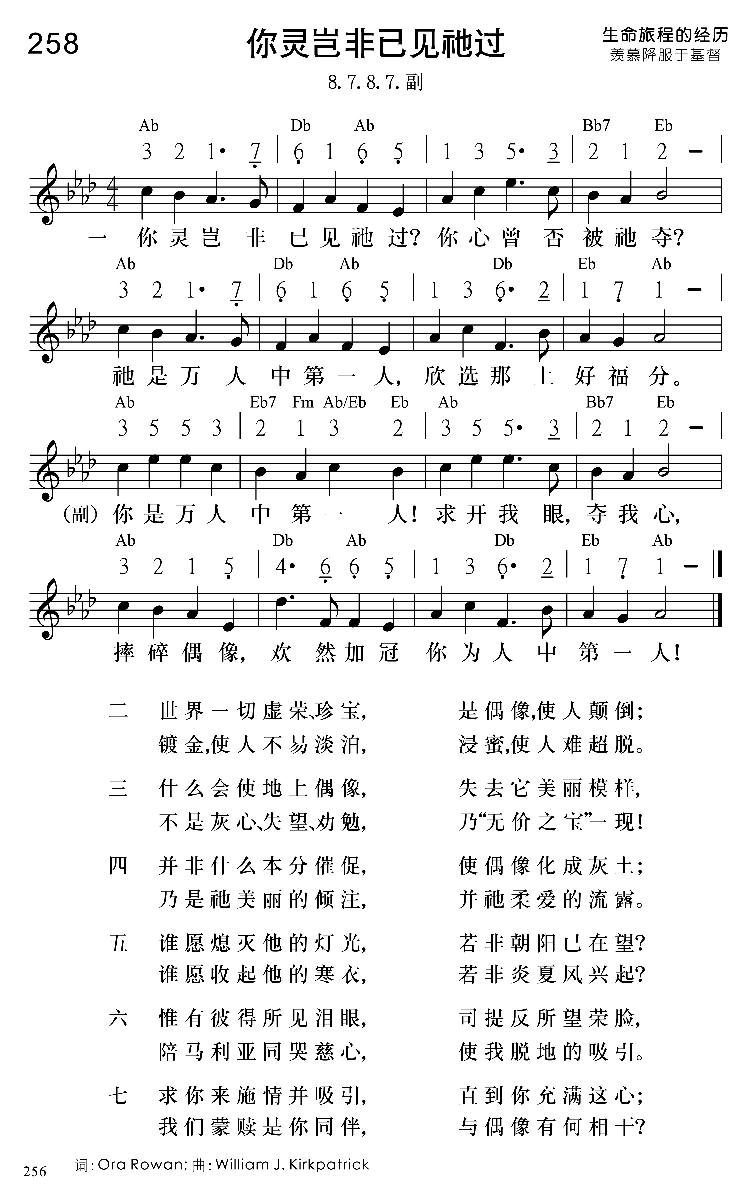 258
你灵岂非已见祂过
生命旅程的经历
羡慕降服于基督
8. 7. 8. 7. 副
Ab Db Ab Bb7 Eb
3 2 1· 7 | 6 1 6 5 | 1 3 5· 3 | 2 1 2 –
4
4
一 你灵岂 非 已见祂过?你心曾 否 被祂夺?
Ab Db Ab Db Eb Ab
3 2 1· 7 | 6 1 6 5 | 1 3 6· 2 | 1 7 1 –
祂是万 人 中第一人,欣选那 上 好福分。
Ab Eb7 Fm Ab/Eb Eb Ab Bb7 Eb
3 5 5 3 | 2 1 3 2 | 3 5 5· 3 | 2 1 2 –
(副)你是万人 中第一 人!求开我 眼,夺我心,
Ab Db Ab Db Eb Ab
3 2 1 5 | 4· 6 6 5 | 1 3 6· 2 | 1 7 1 –
摔碎偶像,欢 然加冠 你为人 中 第一人!
二 世界一切虚荣、珍宝, 是偶像,使人颠倒;
镀金,使人不易淡泊, 浸蜜,使人难超脱。
三 什么会使地上偶像, 失去它美丽模样,
不是灰心、失望、劝勉, 乃“无价之宝”一现!
四 并非什么本分催促, 使偶像化成灰土;
乃是祂美丽的倾注, 并祂柔爱的流露。
五 谁愿熄灭他的灯光, 若非朝阳已在望?
谁愿收起他的寒衣, 若非炎夏风兴起?
六 惟有彼得所见泪眼, 司提反所望荣脸,
陪马利亚同哭慈心, 使我脱地的吸引。
七 求你来施情并吸引, 直到你充满这心;
我们蒙赎是你同伴, 与偶像有何相干?
256 词: Ora Rowan; 曲: William J. Kirkpatrick